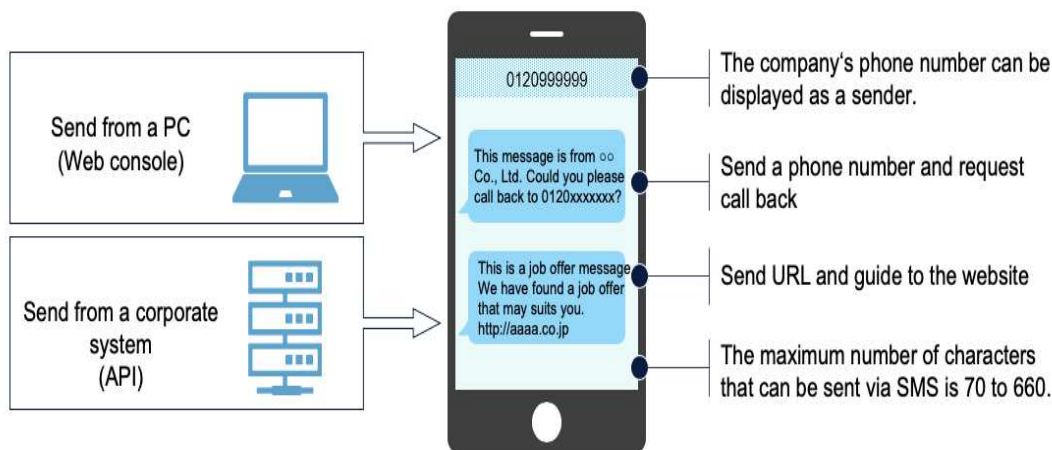 Send from a PC
(Web console)
Send from a corporate
system
(API)
0120999999
This message is from ○○
Co., Ltd. Could you please
call back to 0120xxxxxxx?
This is a job offer message
We have found a job offer
that may suits you.
http://aaaa.co.jp
The company's phone number can be
displayed as a sender.
Send a phone number and request
call back
Send URL and guide to the website
The maximum number of characters
that can be sent via SMS is 70 to 660.